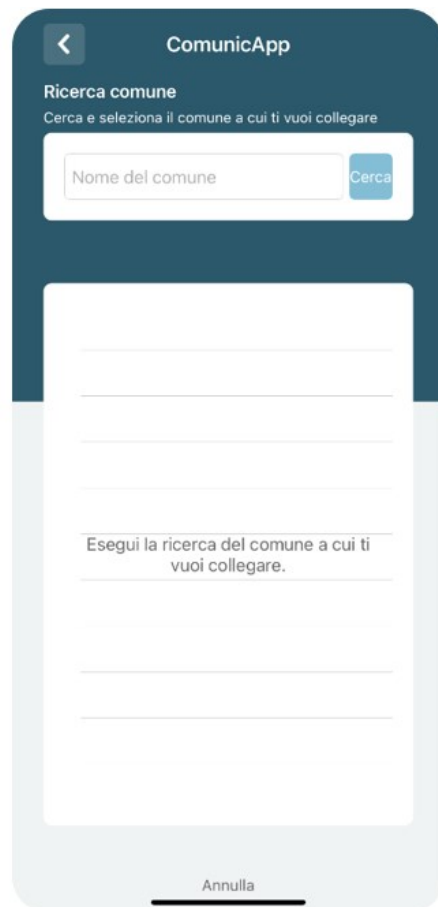 ComunicApp
Ricerca comune
Cerca e seleziona il comune a cui ti vuoi collegare
Nome del comune
Cerca
Esegui la ricerca del comune a cui ti
vuoi collegare.
Annulla